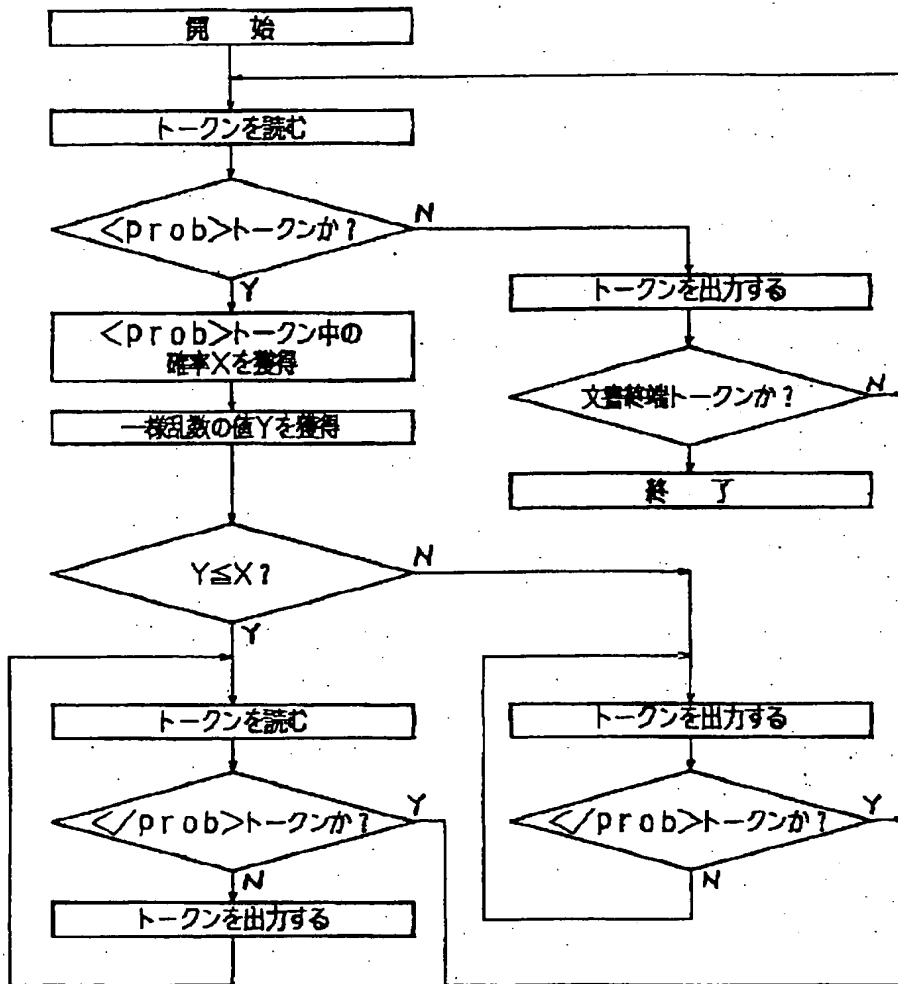 開 始
トークンを読む
<prob>トークンか？
N
Y
<prob>トークン中の
確率Xを獲得
一様乱数の値Yを獲得
トークンを出力する
文書終端トークンか？
N
終 了
Y≦X？
N
Y
トークンを読む
</prob>トークンか？
Y
N
トークンを出力する
トークンを出力する
</prob>トークンか？
Y
N